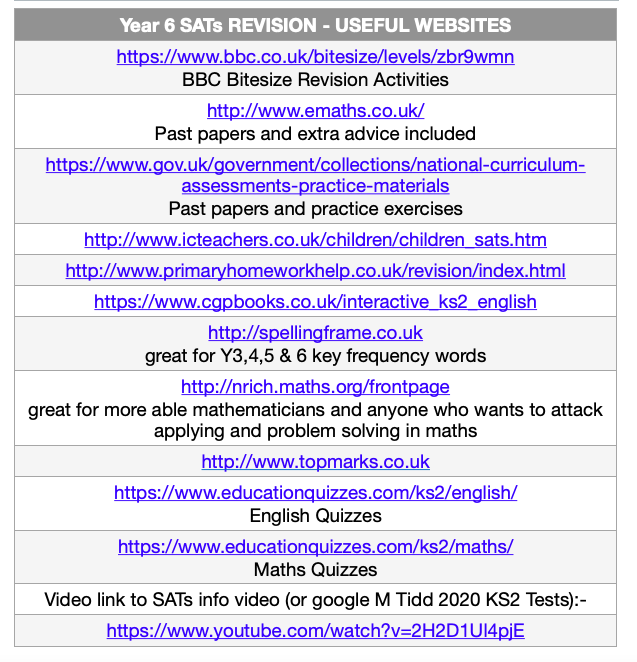 Year 6 SATs REVISION - USEFUL WEBSITES
https://www.bbc.co.uk/bitesize/levels/zbr9wmn
BBC Bitesize Revision Activities
http://www.emaths.co.uk/
Past papers and extra advice included
https://www.gov.uk/government/collections/national-curriculum-
assessments-practice-materials
Past papers and practice exercises
http://www.icteachers.co.uk/children/children_sats.htm
http://www.primaryhomeworkhelp.co.uk/revision/index.html
https://www.cgpbooks.co.uk/interactive_ks2_english
http://spellingframe.co.uk
great for Y3,4,5 & 6 key frequency words
http://nrich.maths.org/frontpage
great for more able mathematicians and anyone who wants to attack
applying and problem solving in maths
http://www.topmarks.co.uk
https://www.educationquizzes.com/ks2/english/
English Quizzes
https://www.educationquizzes.com/ks2/maths/
Maths Quizzes
Video link to SATs info video (or google M Tidd 2020 KS2 Tests):-
https://www.youtube.com/watch?v=2H2D1Ul4pjE